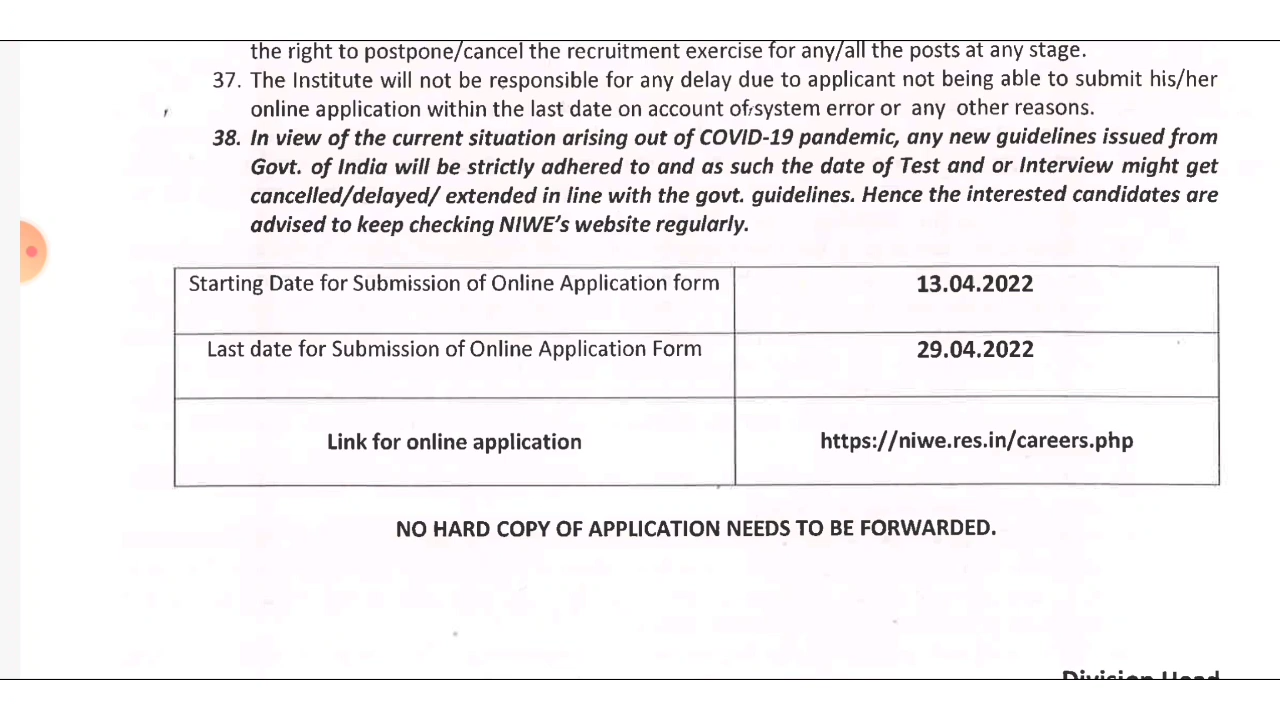 the right to postpone/cancel the recruitment exercise for any/all the posts at any stage.
37. The Institute will not be responsible for any delay due to applicant not being able to submit his/her
online application within the last date on account of system error or any other reasons.
38. In view of the current situation arising out of COVID-19 pandemic, any new guidelines issued from
Govt. of India will be strictly adhered to and as such the date of Test and or Interview might get
cancelled/delayed/ extended in line with the govt. guidelines. Hence the interested candidates are
advised to keep checking NIWE's website regularly.
Starting Date for Submission of Online Application form 13.04.2022
Last date for Submission of Online Application Form 29.04.2022
Link for online application https://niwe.res.in/careers.php
NO HARD COPY OF APPLICATION NEEDS TO BE FORWARDED.
Division Head